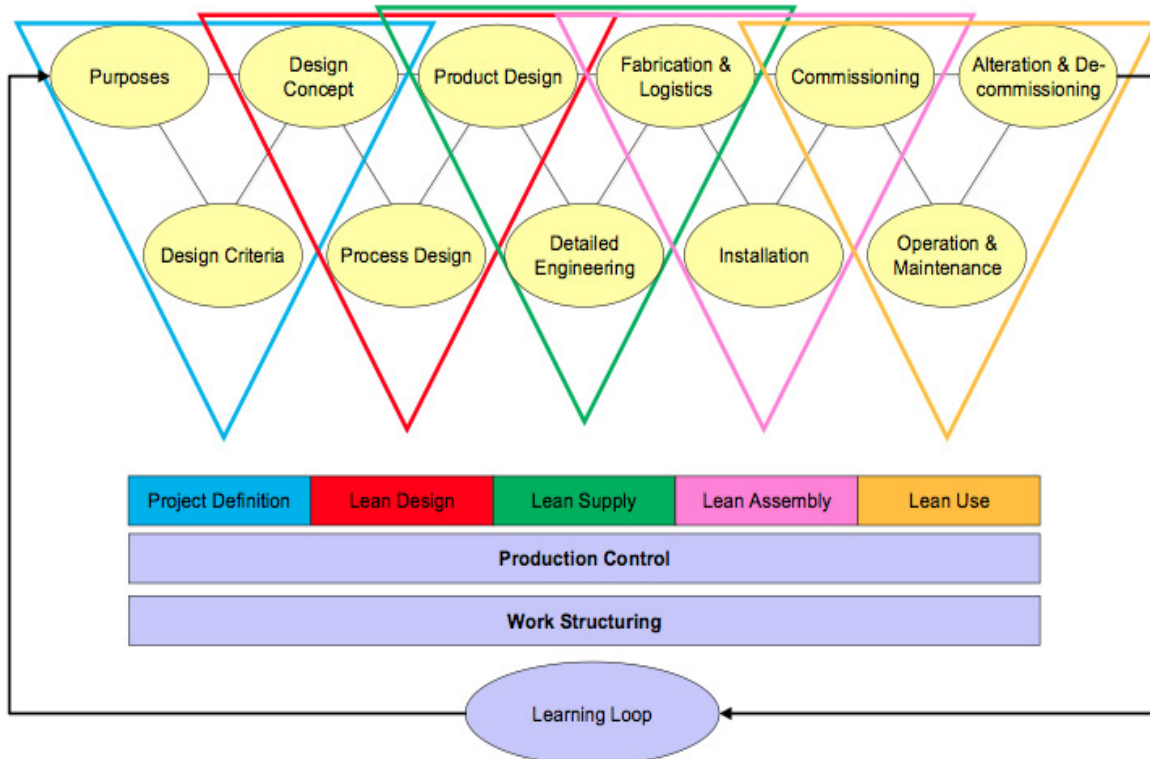 Purposes
Design
Concept
Product Design
Fabrication &
Logistics
Commissioning
Alteration & De-
commissioning
Design Criteria
Process Design
Detailed
Engineering
Installation
Operation &
Maintenance
Project Definition
Lean Design
Lean Supply
Lean Assembly
Lean Use
Production Control
Work Structuring
Learning Loop